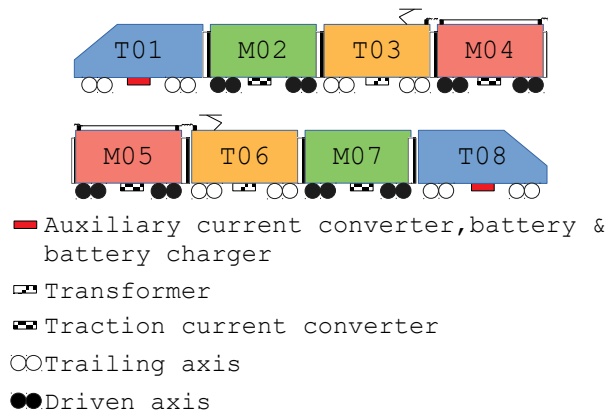 T01 M02 T03 M04
M05 T06 M07 T08
Auxiliary current converter,battery &
battery charger
Transformer
Traction current converter
Trailing axis
Driven axis